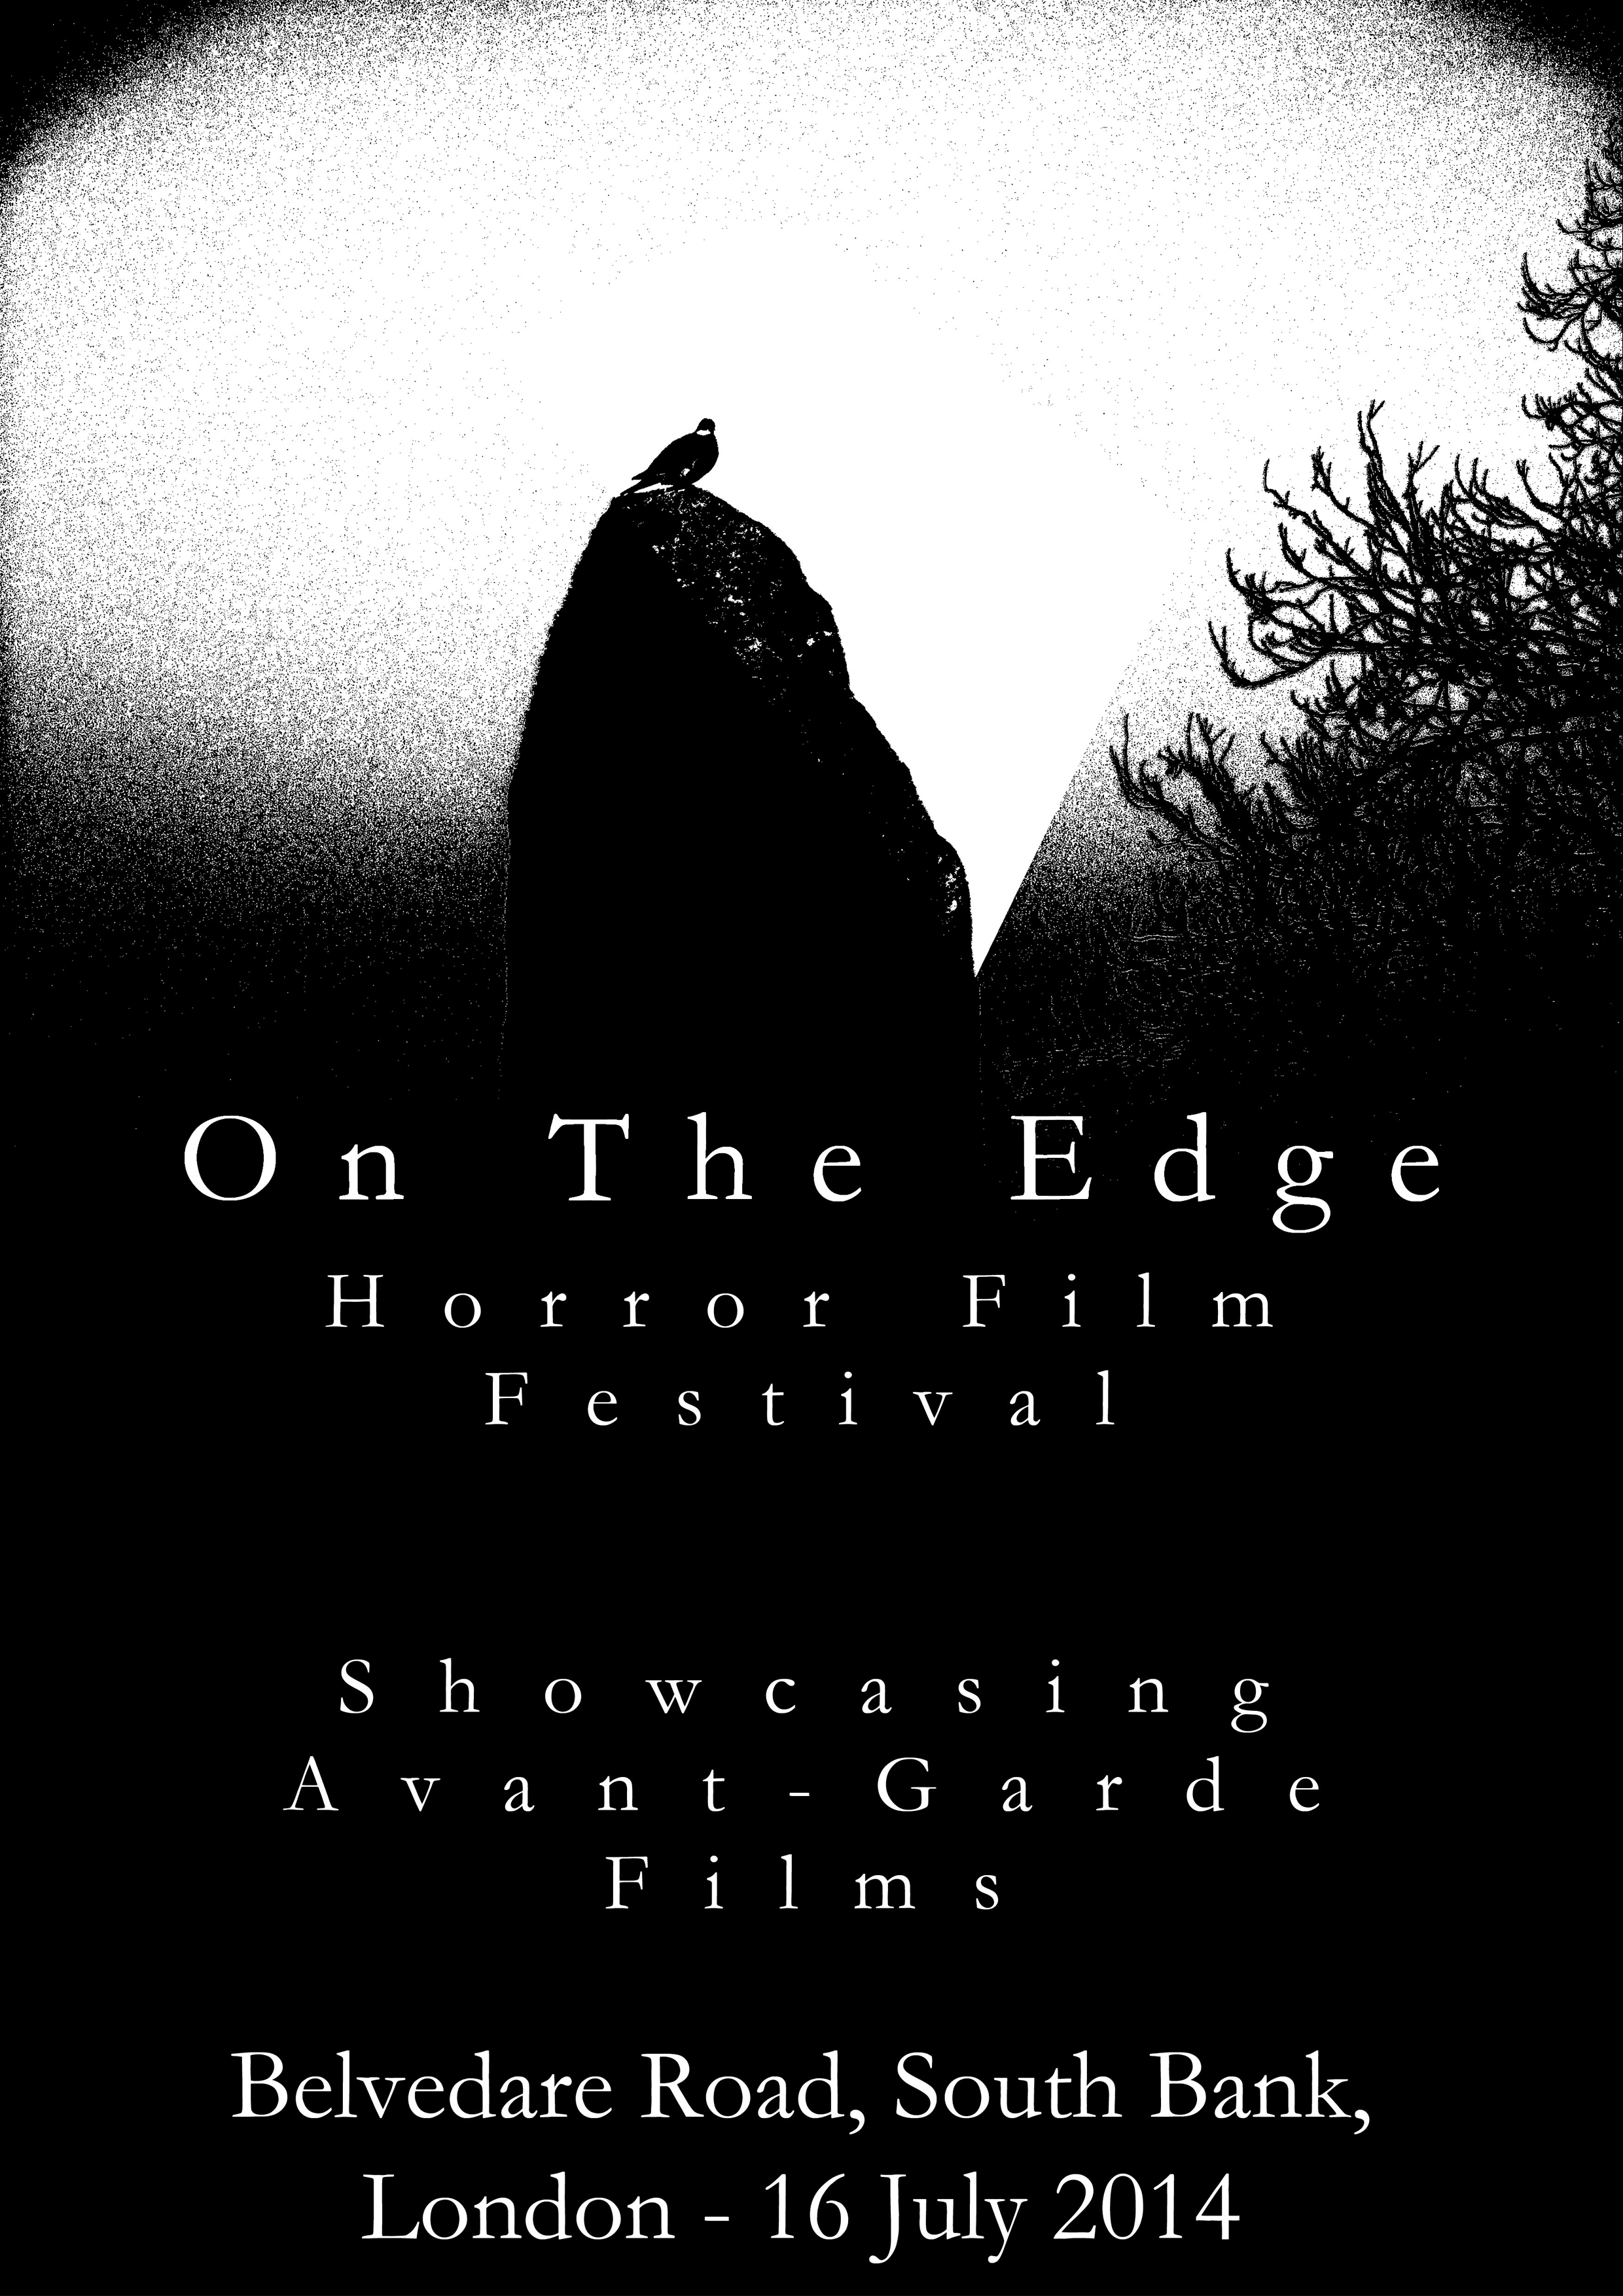 On The Edge
Horror Film
Festival
Showcasing
Avant-Garde
Films
Belvedare Road, South Bank,
London - 16 July 2014